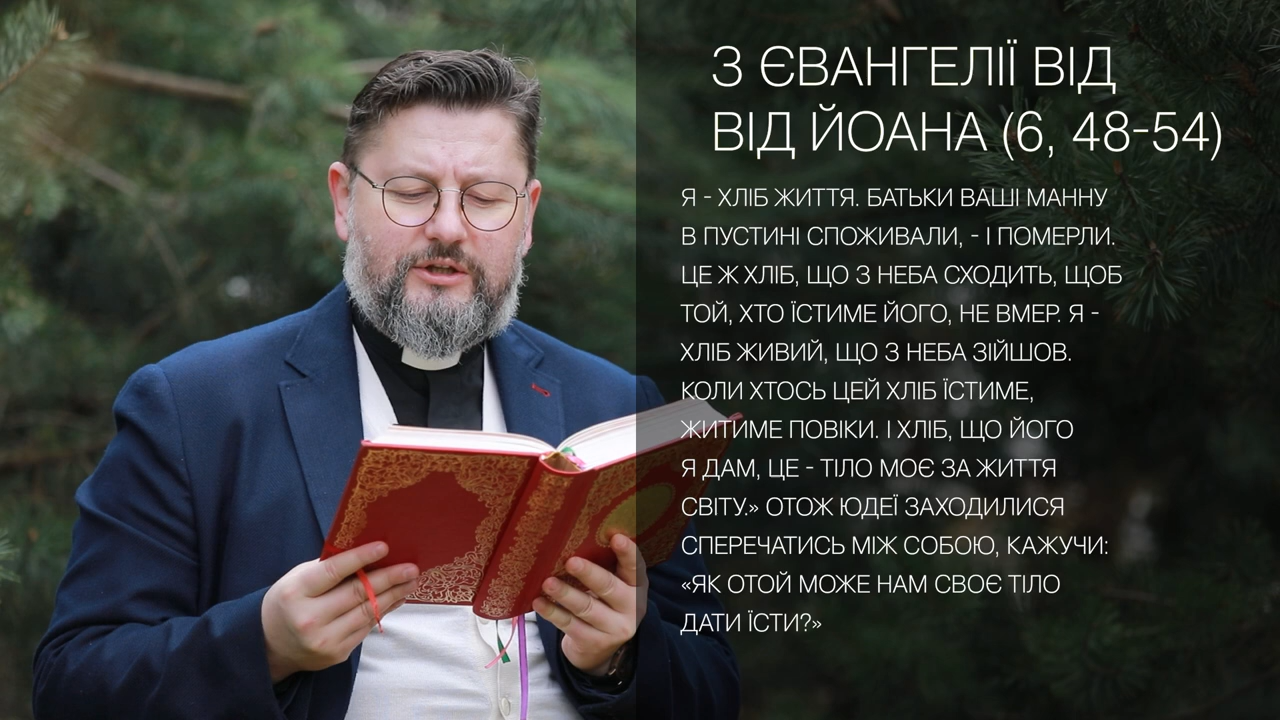 З ЄВАНГЕЛІЇ ВІД
ВІД ЙОАНА (6, 48-54)
Я - ХЛІБ ЖИТТЯ. БАТЬКИ ВАШІ МАННУ
В ПУСТИНІ СПОЖИВАЛИ, - І ПОМЕРЛИ.
ЦЕ Ж ХЛІБ, ЩО З НЕБА СХОДИТЬ, ЩОБ
ТОЙ, ХТО ЇСТИМЕ ЙОГО, НЕ ВМЕР. Я -
ХЛІБ ЖИВИЙ, ЩО З НЕБА ЗІЙШОВ.
КОЛИ ХТОСЬ ЦЕЙ ХЛІБ ЇСТИМЕ,
ЖИТИМЕ ПОВІКИ. І ХЛІБ, ЩО ЙОГО
Я ДАМ, ЦЕ - ТІЛО МОЄ ЗА ЖИТТЯ
СВІТУ.» ОТОЖ ЮДЕЇ ЗАХОДИЛИСЯ
СПЕРЕЧАТИСЬ МІЖ СОБОЮ, КАЖУЧИ:
«ЯК ОТОЙ МОЖЕ НАМ СВОЄ ТІЛО
ДАТИ ЇСТИ?»